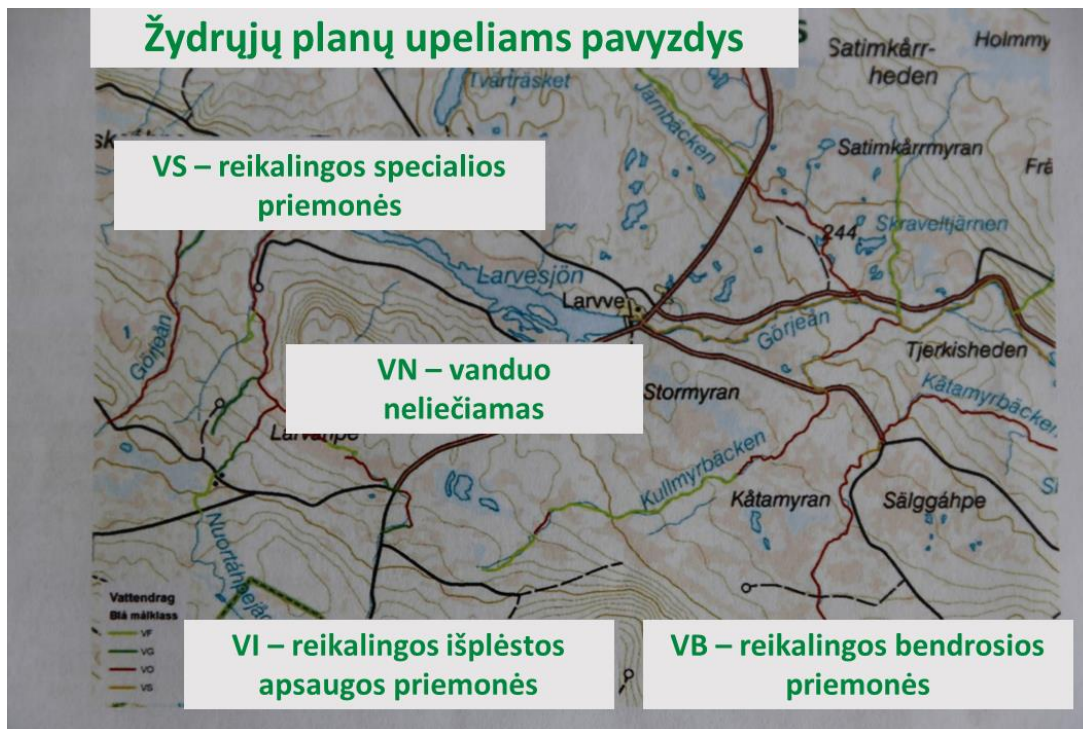 Žydrųjų planų upeliams pavyzdys
Satimkårr-
heden
Holmmy
Tvärträsket
Järnbäcken
VS – reikalingos specialios
priemonės
Satimkårrmyran
Skraveltjärnen
244
Larvesjön
Larvve
Görjeån
Görjeån
Tjerkisheden
VN – vanduo
neliečiamas
Stormyran
Kåtamyrbäcken
Kullmyrbäcken
Kåtamyran
Sälggáhpe
Vattendrag
Blå målklass
VF
VG
VO
VS
VI – reikalingos išplėstos
apsaugos priemonės
VB – reikalingos bendrosios
priemonės